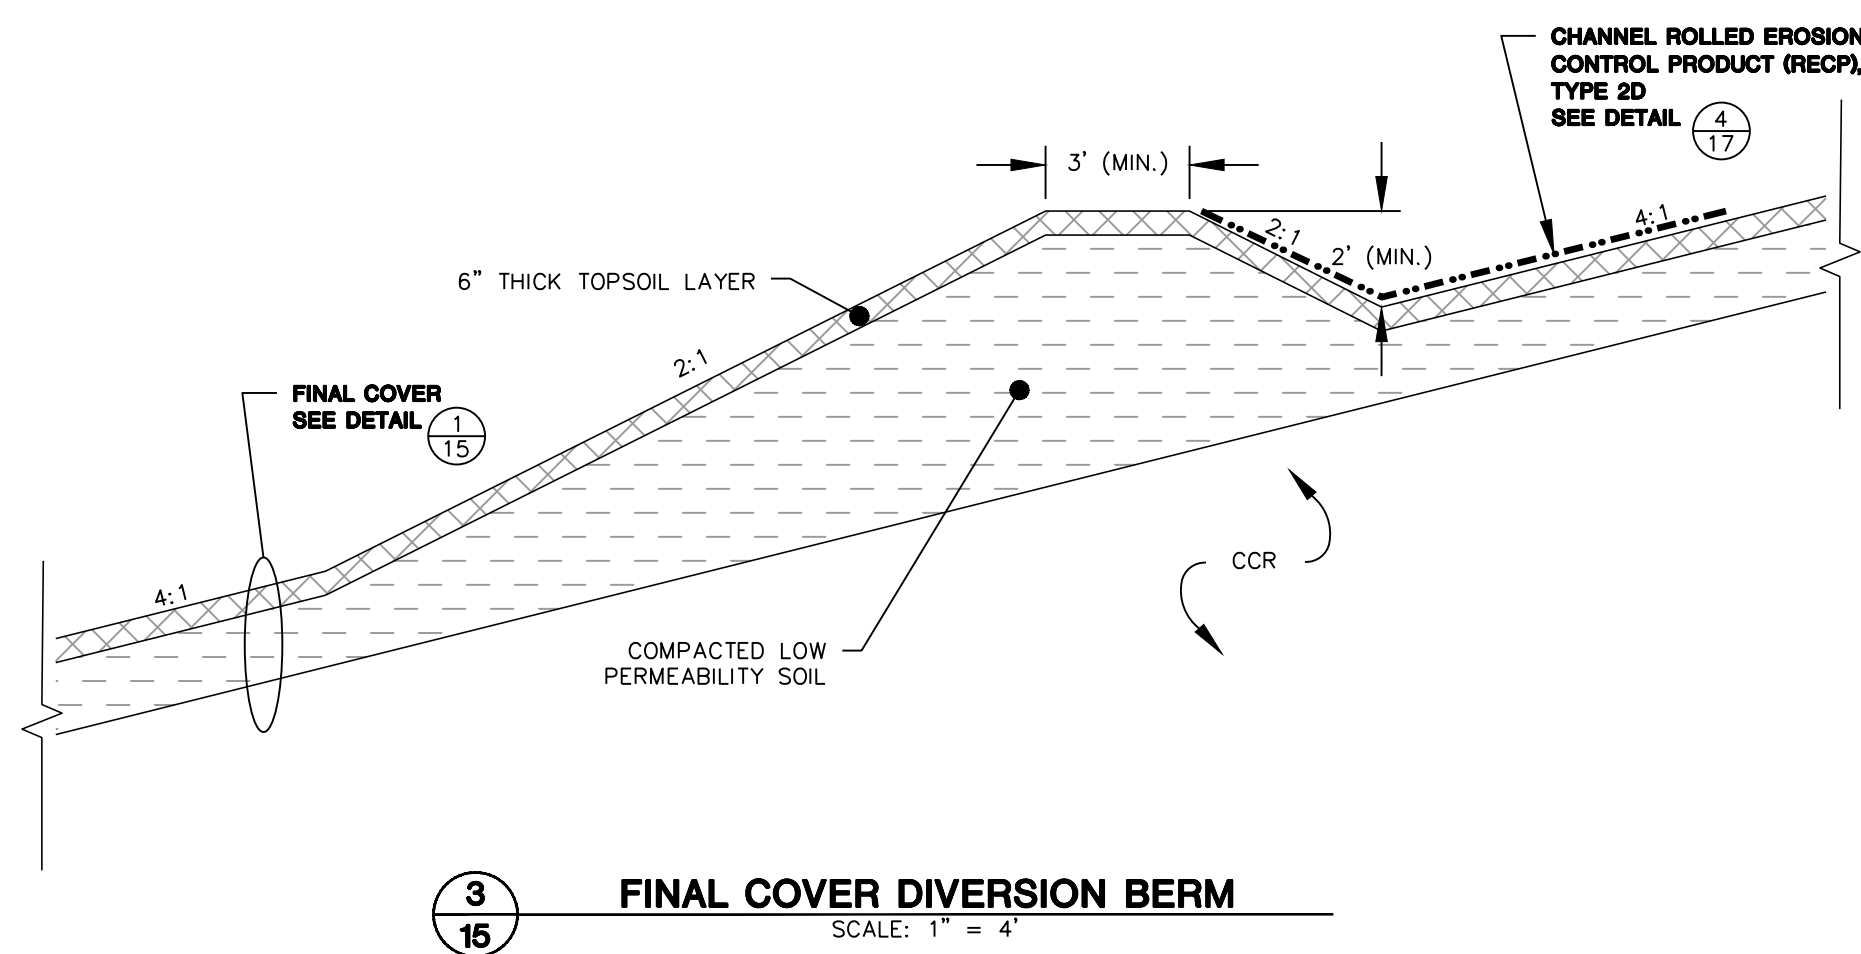 CHANNEL ROLLED EROSION
CONTROL PRODUCT (RECP),
TYPE 2D
SEE DETAIL
4
17
3' (MIN.)
2:1
4:1
2' (MIN.)
6" THICK TOPSOIL LAYER
2:1
FINAL COVER
SEE DETAIL
1
15
4:1
CCR
COMPACTED LOW
PERMEABILITY SOIL
3
15
FINAL COVER DIVERSION BERM
SCALE: 1" = 4'